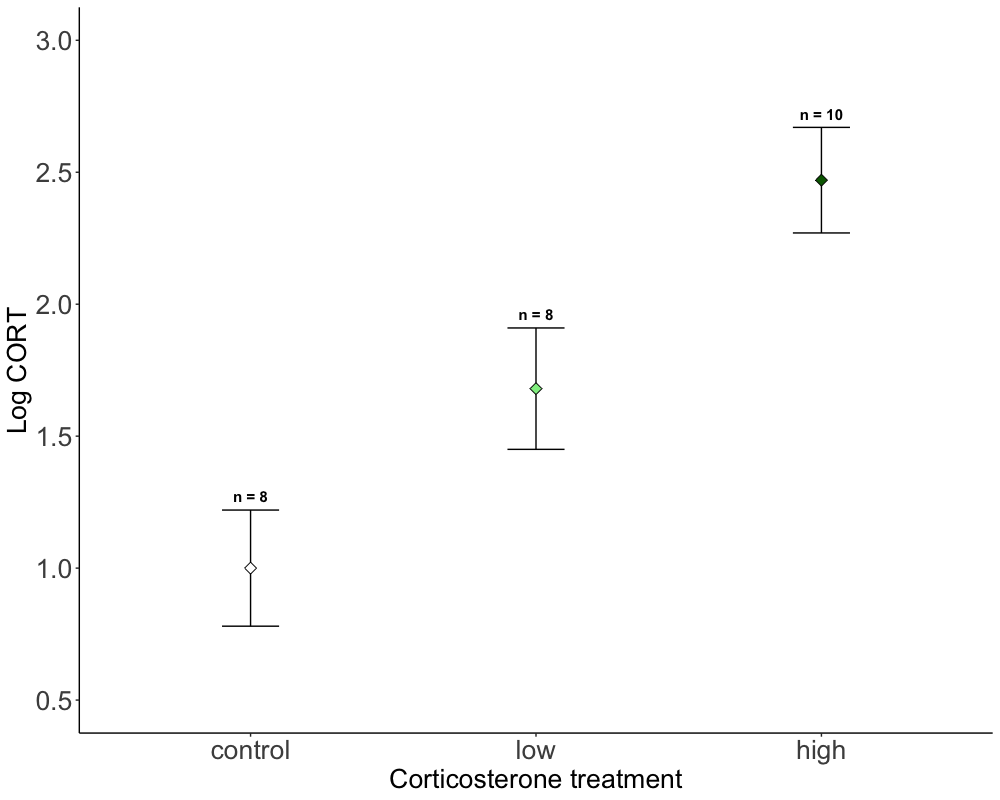 3.0
2.5
2.0
1.5
1.0
0.5
Log CORT
n = 8
n = 8
n = 10
control
low
high
Corticosterone treatment